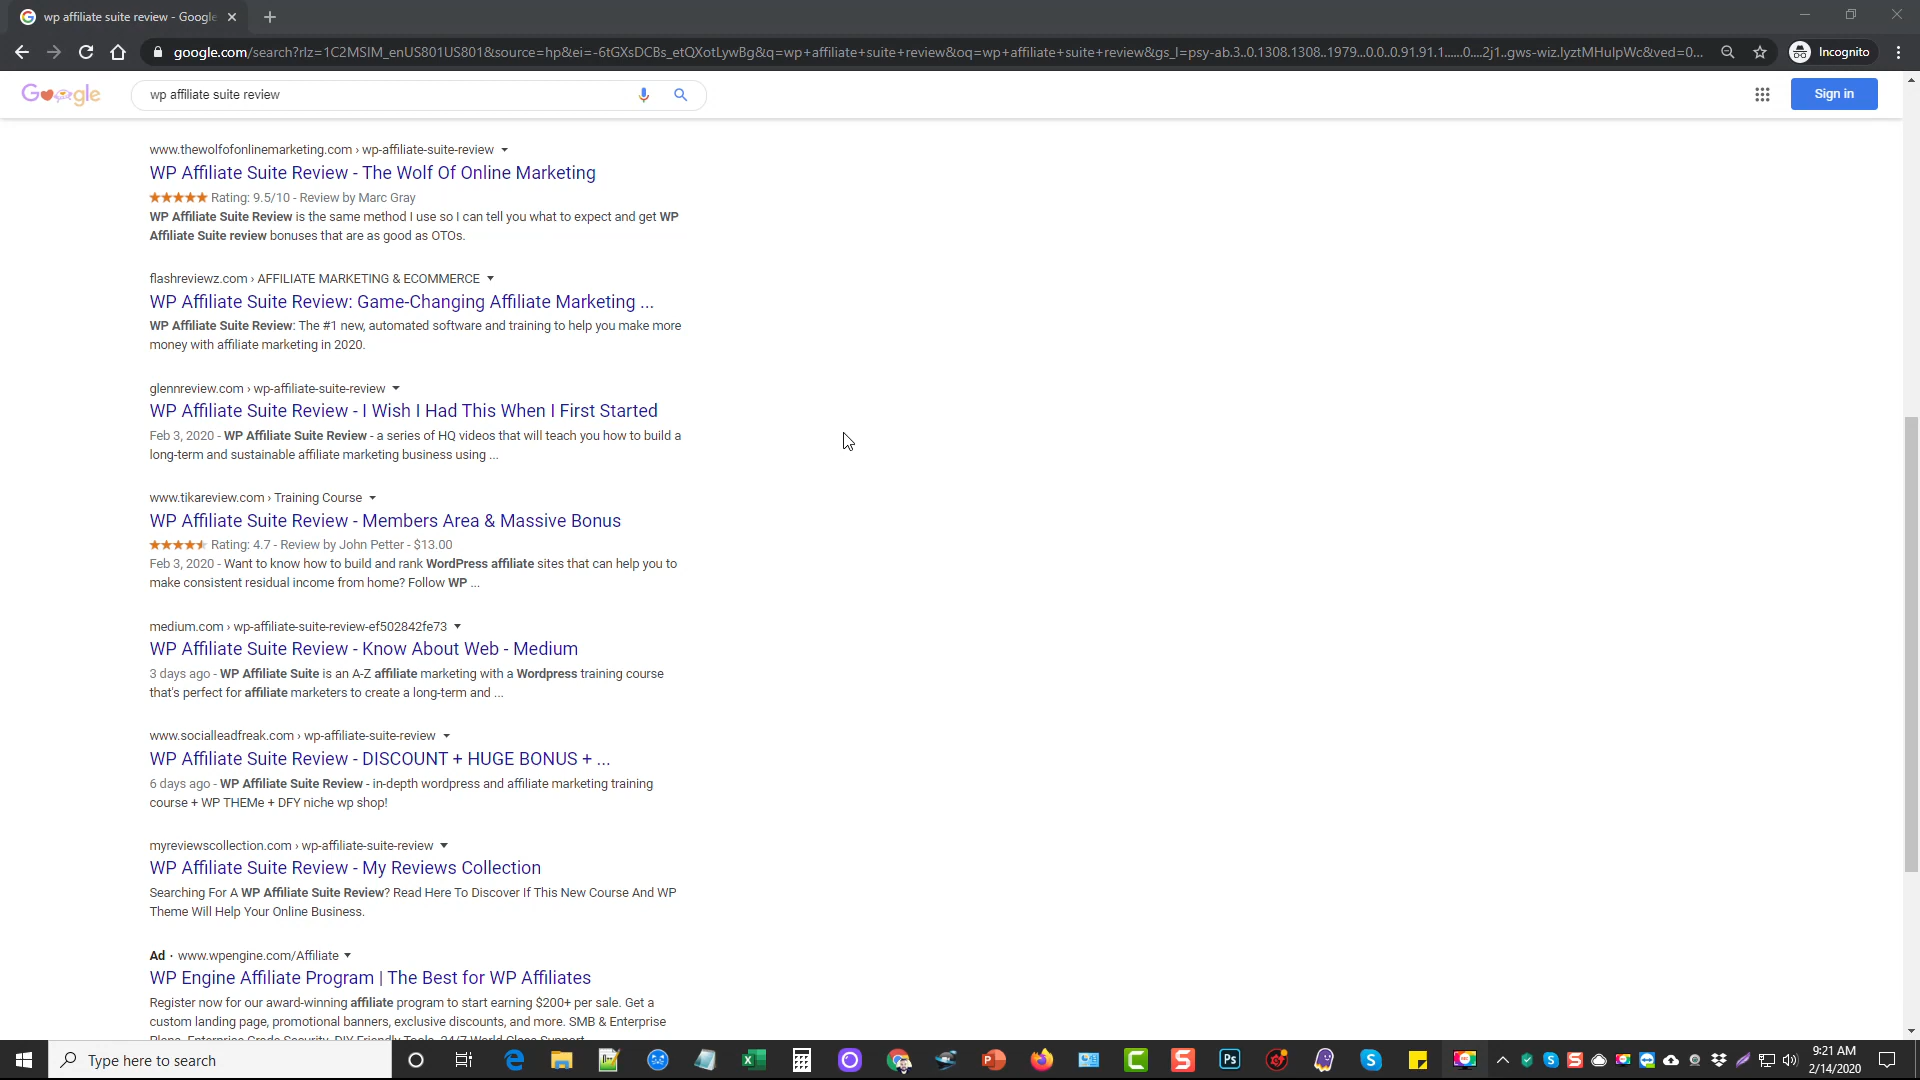 wp affiliate suite review - Google
google.com/search?rlz=1C2MSIM_enUS801US801&source=hp&ei=-6tGXsDCBs_etQXotLywBg&q=wp+affiliate+suite+review&oq=wp+affiliate+suite+review&gs_l=psy-ab.3..0.1308.1308..1979...0.0..0.91.91.1......0....2j1..gws-wiz.lyztMHuIpWc&ved=0...
Incognito
Google
wp affiliate suite review
Sign in
www.thewolfofonlinemarketing.com › wp-affiliate-suite-review
WP Affiliate Suite Review - The Wolf Of Online Marketing
Rating: 9.5/10 - Review by Marc Gray
WP Affiliate Suite Review is the same method I use so I can tell you what to expect and get WP
Affiliate Suite review bonuses that are as good as OTOs.
flashreviewz.com › AFFILIATE MARKETING & ECOMMERCE
WP Affiliate Suite Review: Game-Changing Affiliate Marketing ...
WP Affiliate Suite Review: The #1 new, automated software and training to help you make more
money with affiliate marketing in 2020.
glennreview.com › wp-affiliate-suite-review
WP Affiliate Suite Review - I Wish I Had This When I First Started
Feb 3, 2020 - WP Affiliate Suite Review - a series of HQ videos that will teach you how to build a
long-term and sustainable affiliate marketing business using ...
www.tikareview.com › Training Course
WP Affiliate Suite Review - Members Area & Massive Bonus
Rating: 4.7 - Review by John Petter - $13.00
Feb 3, 2020 - Want to know how to build and rank WordPress affiliate sites that can help you to
make consistent residual income from home? Follow WP ...
medium.com › wp-affiliate-suite-review-ef502842fe73
WP Affiliate Suite Review - Know About Web - Medium
3 days ago - WP Affiliate Suite is an A-Z affiliate marketing with a Wordpress training course
that's perfect for affiliate marketers to create a long-term and ...
www.socialleadfreak.com › wp-affiliate-suite-review
WP Affiliate Suite Review - DISCOUNT + HUGE BONUS + ...
6 days ago - WP Affiliate Suite Review - in-depth wordpress and affiliate marketing training
course + WP THEMe + DFY niche wp shop!
myreviewscollection.com › wp-affiliate-suite-review
WP Affiliate Suite Review - My Reviews Collection
Searching For A WP Affiliate Suite Review? Read Here To Discover If This New Course And WP
Theme Will Help Your Online Business.
Ad · www.wpengine.com/Affiliate
WP Engine Affiliate Program | The Best for WP Affiliates
Register now for our award-winning affiliate program to start earning $200+ per sale. Get a
custom landing page, promotional banners, exclusive discounts, and more. SMB & Enterprise
Plans. Enterprise Grade Security. DIY Friendly Tools. 24/7 World Class Support.
Type here to search
9:21 AM
2/14/2020